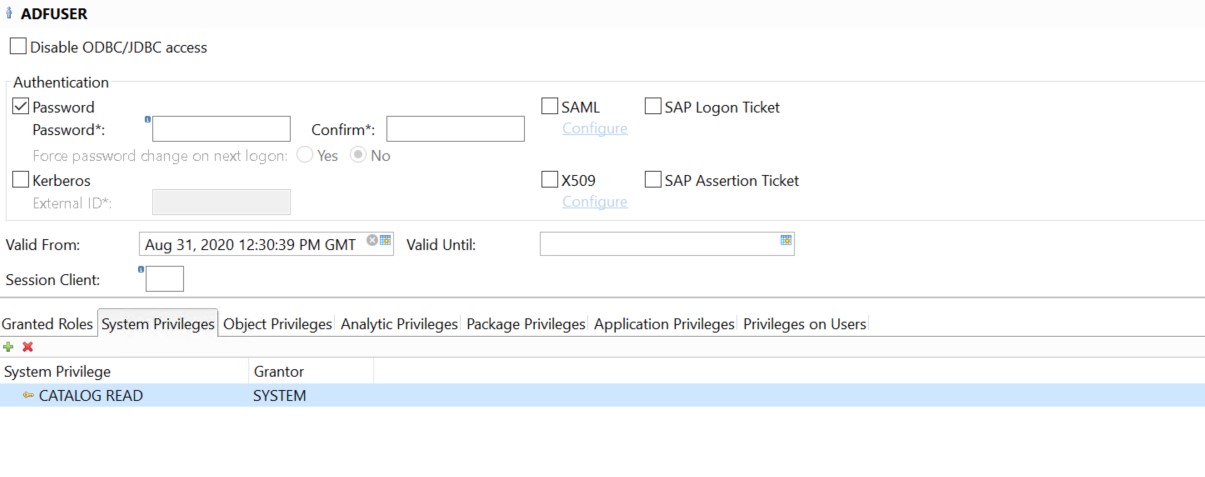 ADFUSER
Disable ODBC/JDBC access
Authentication
Password SAML SAP Logon Ticket
Password*: Confirm*: Configure
Force password change on next logon: Yes No
Kerberos X509 SAP Assertion Ticket
External ID*: Configure
Valid From: Aug 31, 2020 12:30:39 PM GMT Valid Until:
Session Client:
Granted Roles System Privileges Object Privileges Analytic Privileges Package Privileges Application Privileges Privileges on Users
System Privilege Grantor
CATALOG READ SYSTEM